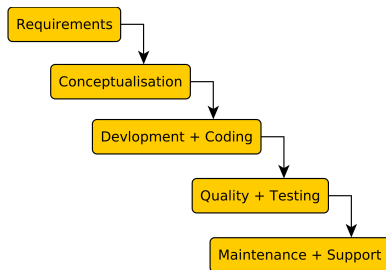 Requirements
Conceptualisation
Devlopment + Coding
Quality + Testing
Maintenance + Support